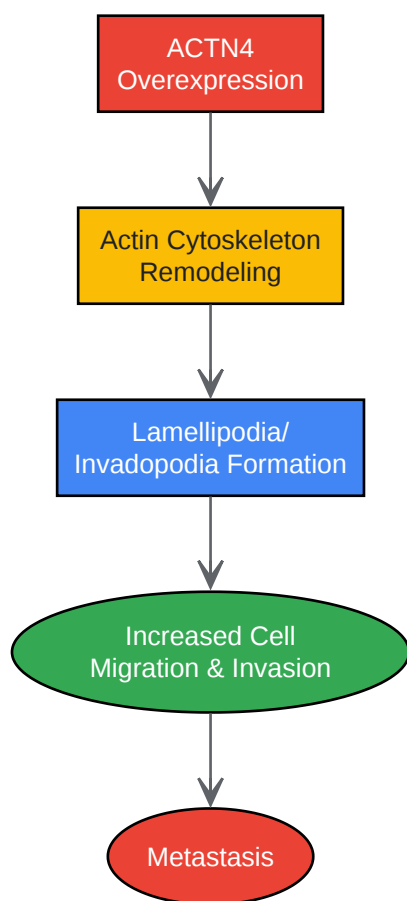 ACTN4
Overexpression
Actin Cytoskeleton
Remodeling
Lamellipodia/
Invadopodia Formation
Increased Cell
Migration & Invasion
Metastasis